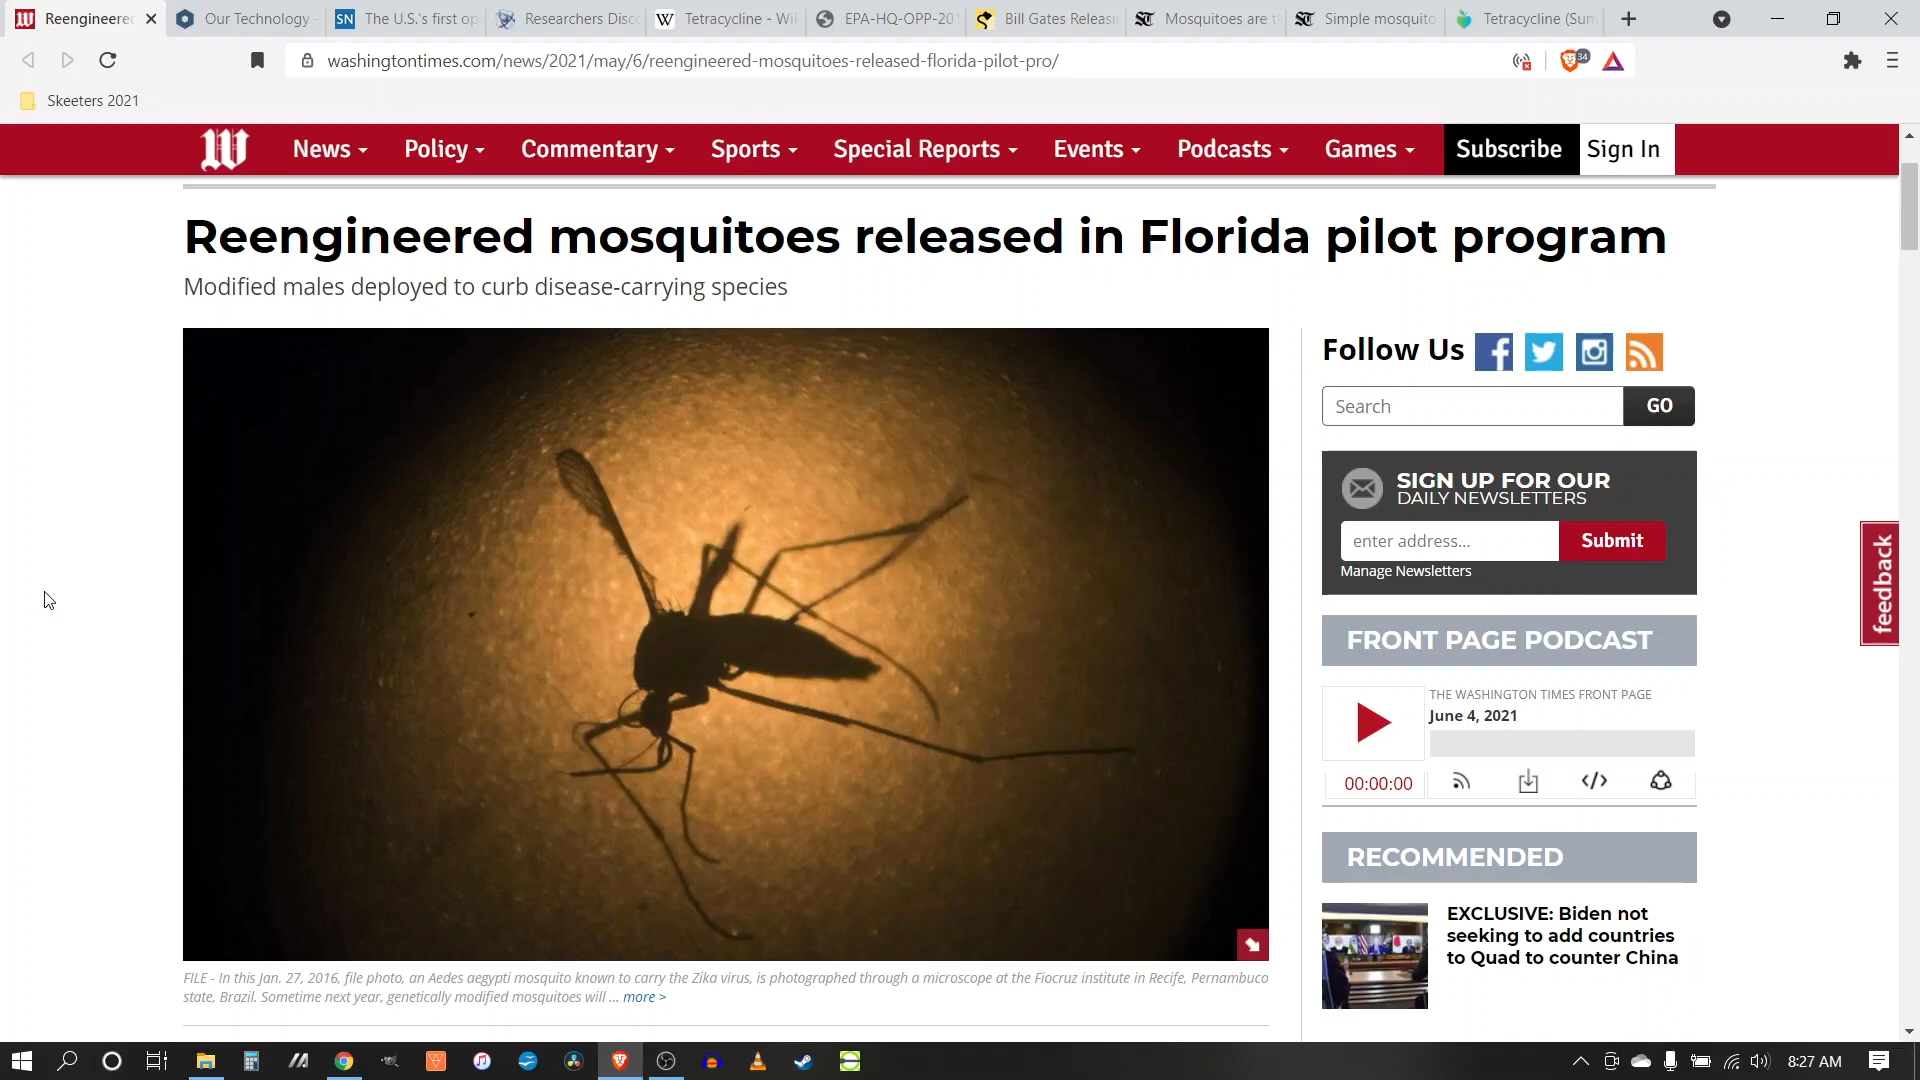 Reengineered
Our Technology -
SN The U.S.'s first op
Researchers Disc
W Tetracycline - Wi
EPA-HQ-OPP-201
Bill Gates Releasi
Mosquitoes are t
Simple mosquito
Tetracycline (Sum
washingtontimes.com/news/2021/may/6/reengineered-mosquitoes-released-florida-pilot-pro/
34
Skeeters 2021
W News Policy Commentary Sports Special Reports Events Podcasts Games Subscribe Sign In
Reengineered mosquitoes released in Florida pilot program
Modified males deployed to curb disease-carrying species
FILE - In this Jan. 27, 2016, file photo, an Aedes aegypti mosquito known to carry the Zika virus, is photographed through a microscope at the Fiocruz institute in Recife, Pernambuco
state, Brazil. Sometime next year, genetically modified mosquitoes will ... more >
Follow Us
Search GO
SIGN UP FOR OUR
DAILY NEWSLETTERS
enter address... Submit
Manage Newsletters
feedback
FRONT PAGE PODCAST
THE WASHINGTON TIMES FRONT PAGE
June 4, 2021
00:00:00
RECOMMENDED
EXCLUSIVE: Biden not
seeking to add countries
to Quad to counter China
8:27 AM